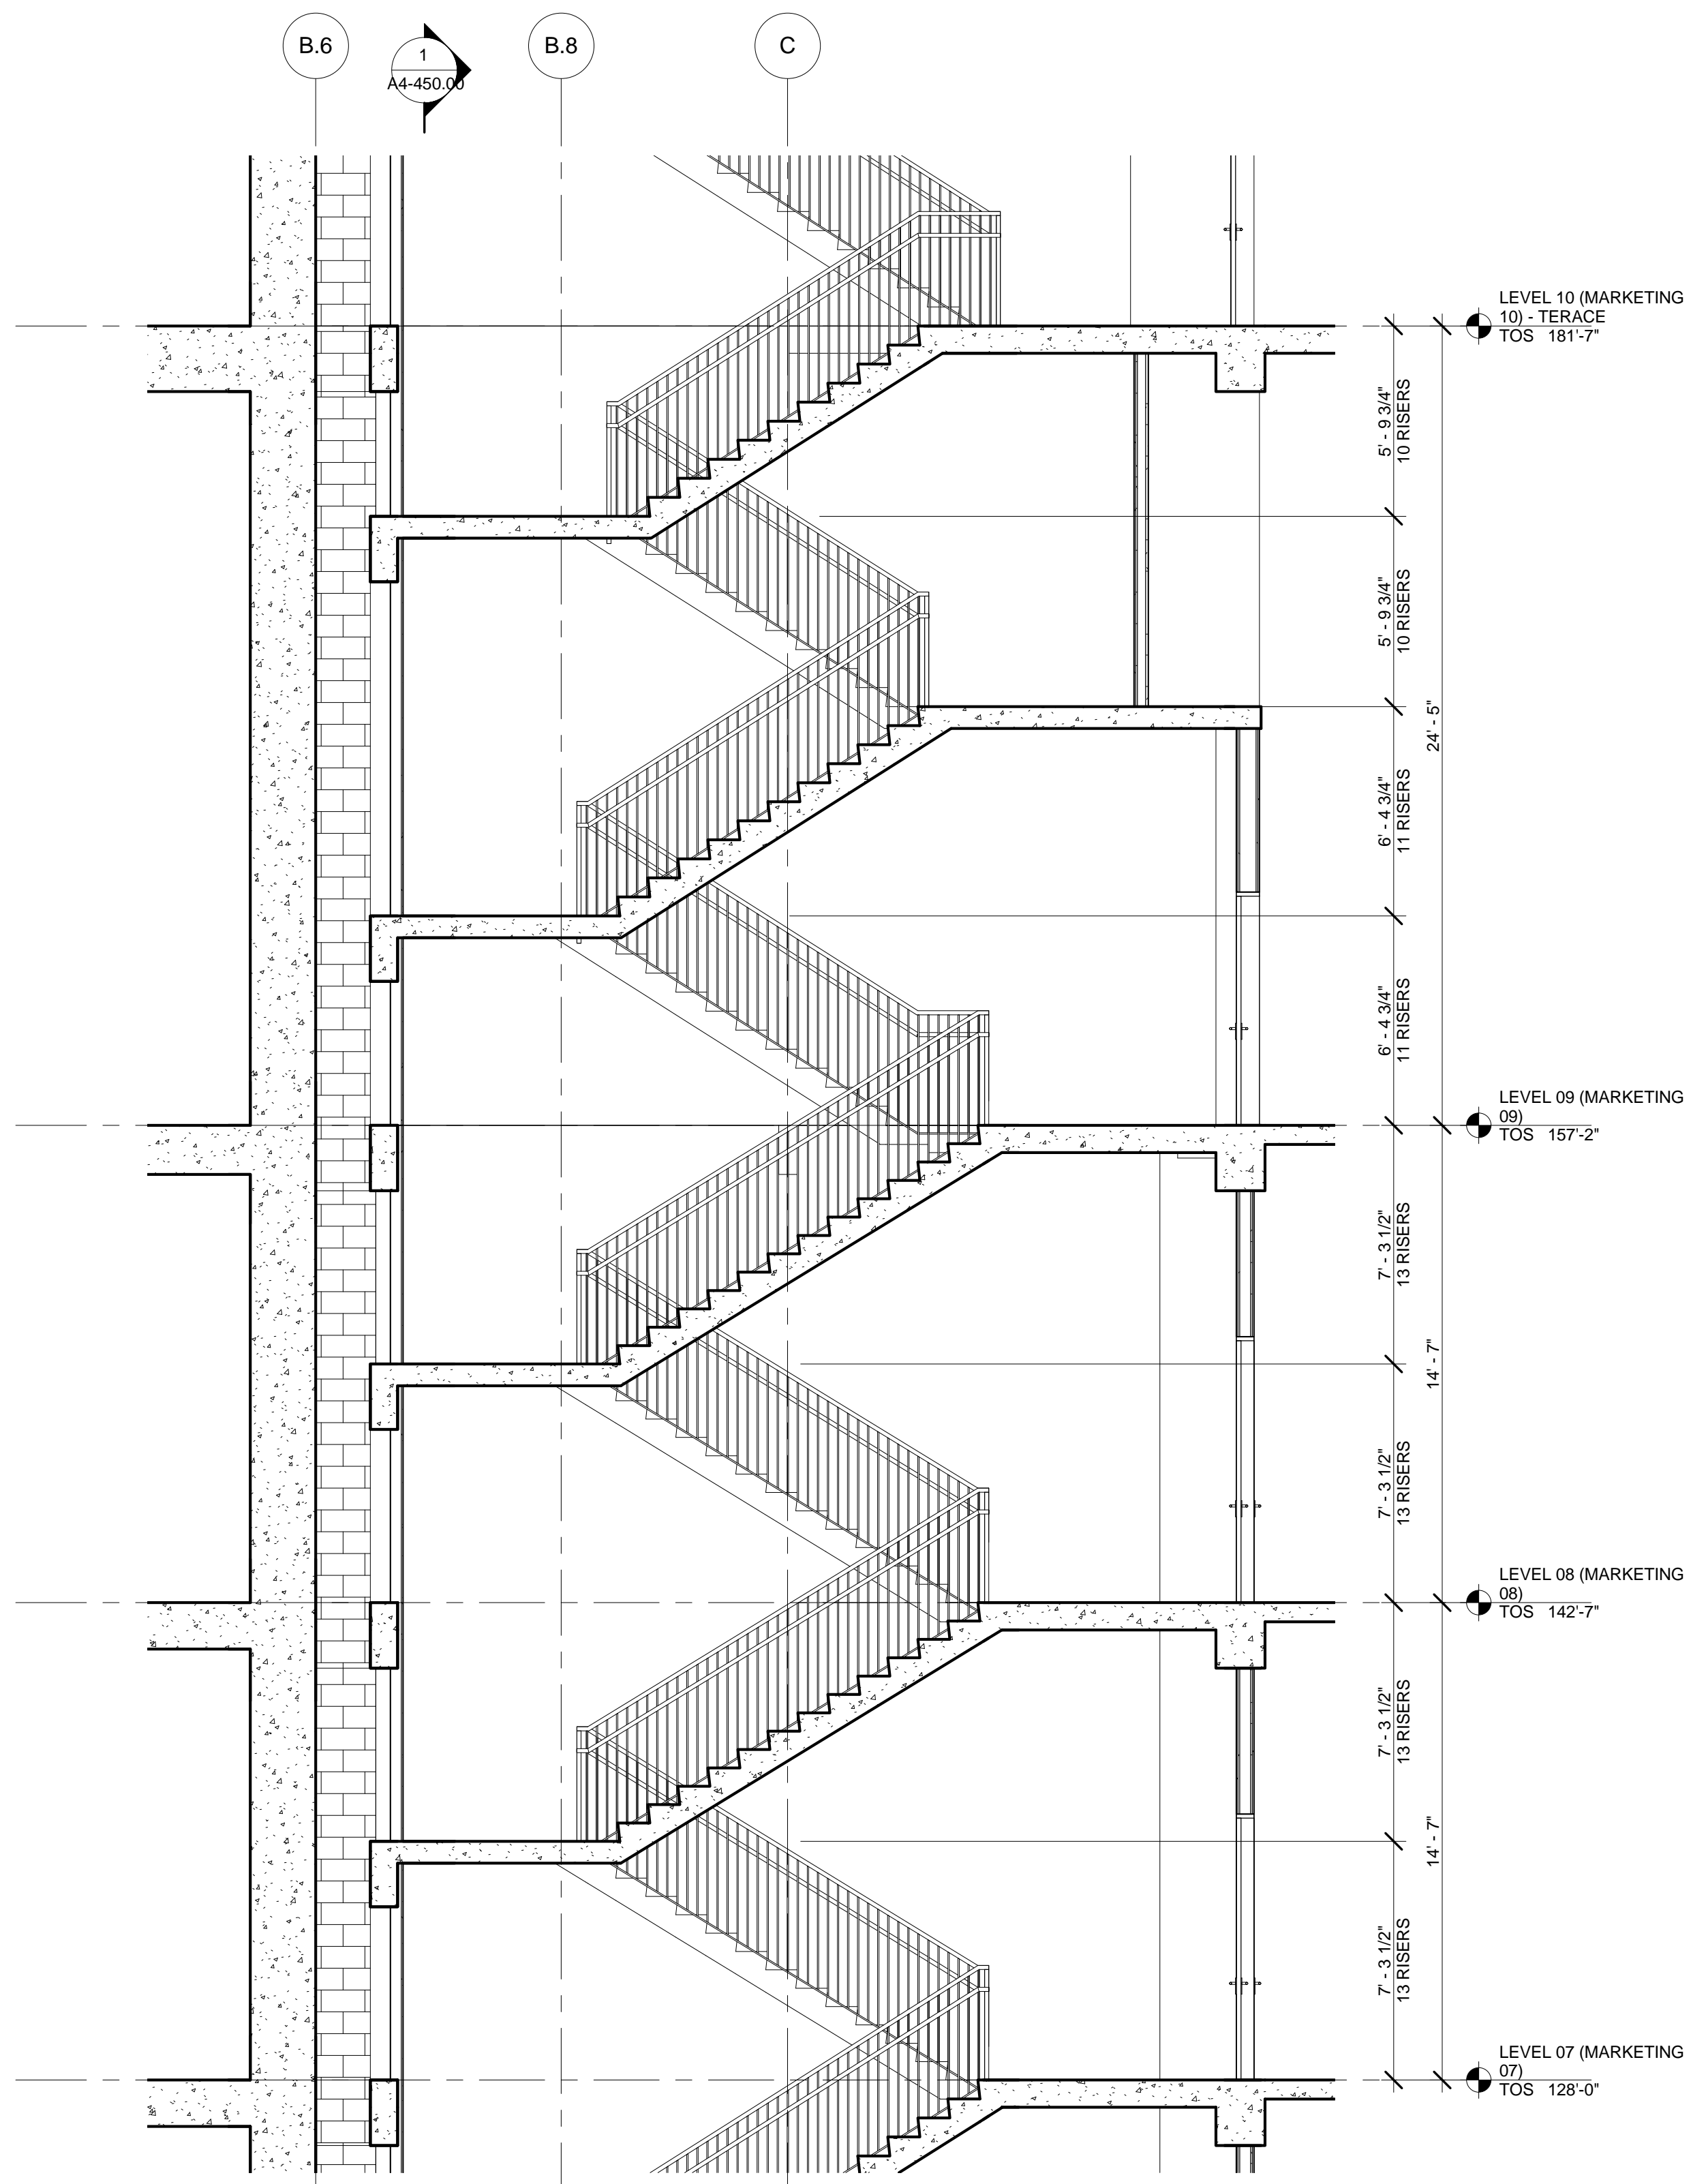 B.6
1
A4-450.00
B.8
C
LEVEL 10 (MARKETING
10) - TERACE
TOS 181'-7"
5' - 9 3/4"
10 RISERS
5' - 9 3/4"
10 RISERS
24' - 5"
6' - 4 3/4"
11 RISERS
6' - 4 3/4"
11 RISERS
LEVEL 09 (MARKETING
09)
TOS 157'-2"
7' - 3 1/2"
13 RISERS
14' - 7"
7' - 3 1/2"
13 RISERS
LEVEL 08 (MARKETING
08)
TOS 142'-7"
7' - 3 1/2"
13 RISERS
14' - 7"
7' - 3 1/2"
13 RISERS
LEVEL 07 (MARKETING
07)
TOS 128'-0"